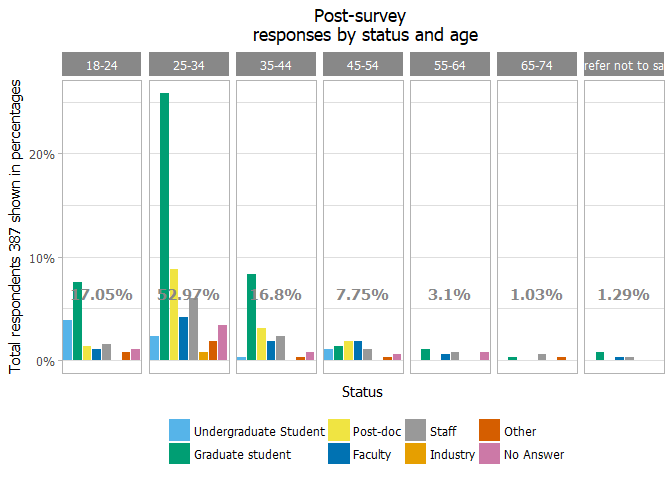 Post-survey
responses by status and age
18-24 25-34 35-44 45-54 55-64 65-74 refer not to sa
Total respondents 387 shown in percentages
20%
10%
17.05% 52.97% 16.8% 7.75% 3.1% 1.03% 1.29%
0%
Status
Undergraduate Student Post-doc Staff Other
Graduate student Faculty Industry No Answer